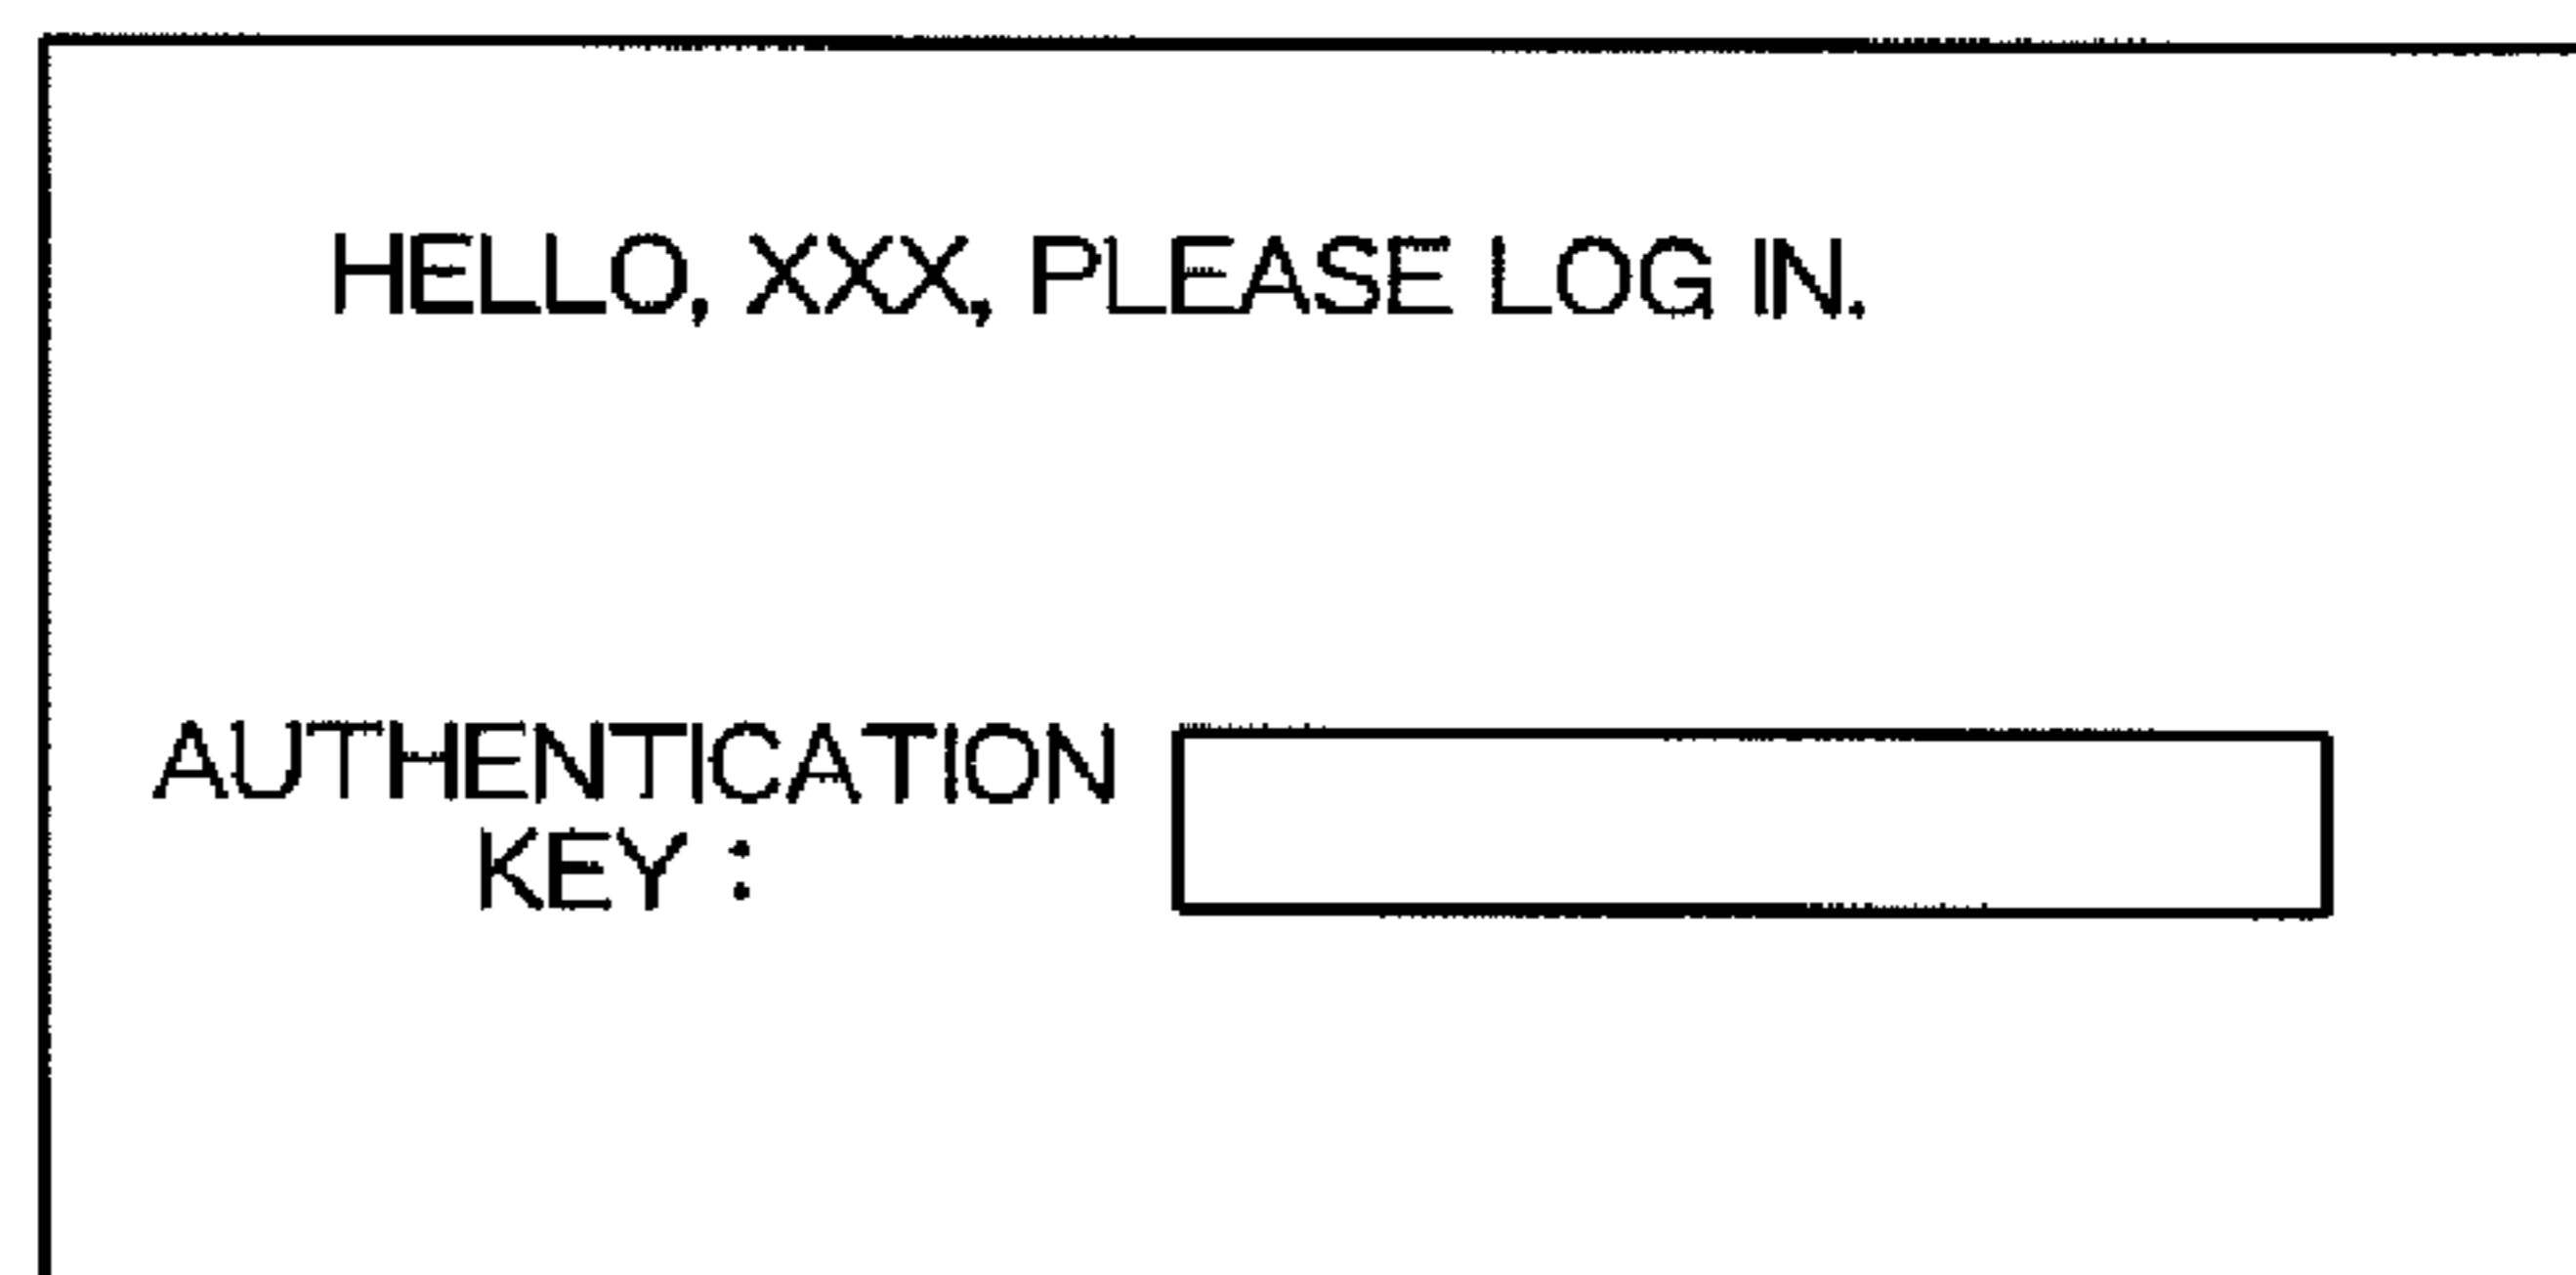 HELLO, XXX, PLEASE LOG IN.
AUTHENTICATION
KEY :